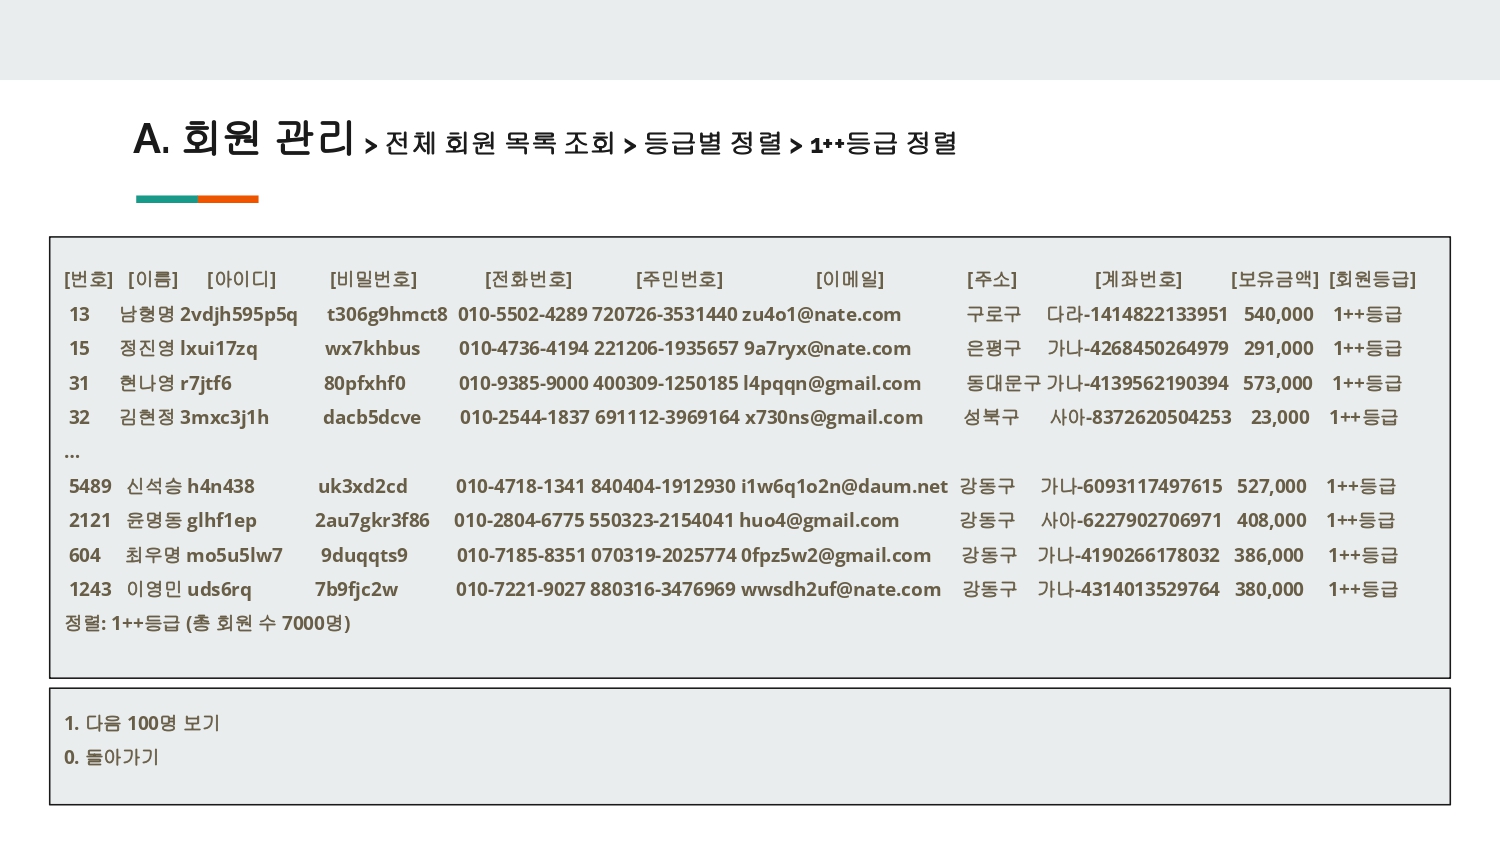 A. 회원 관리 > 전체 회원 목록 조회 > 등급별 정렬 > 1++등급 정렬
[번호] [이름] [아이디] [비밀번호] [전화번호] [주민번호] [이메일] [주소] [계좌번호] [보유금액] [회원등급]
13 남형명 2vdjh595p5q t306g9hmct8 010-5502-4289 720726-3531440 zu4o1@nate.com 구로구 다라-1414822133951 540,000 1++등급
15 정진영 lxui17zq wx7khbus 010-4736-4194 221206-1935657 9a7ryx@nate.com 은평구 가나-4268450264979 291,000 1++등급
31 현나영 r7jtf6 80pfxhf0 010-9385-9000 400309-1250185 l4pqqn@gmail.com 동대문구 가나-4139562190394 573,000 1++등급
32 김현정 3mxc3j1h dacb5dcve 010-2544-1837 691112-3969164 x730ns@gmail.com 성북구 사아-8372620504253 23,000 1++등급
...
5489 신석승 h4n438 uk3xd2cd 010-4718-1341 840404-1912930 i1w6q1o2n@daum.net 강동구 가나-6093117497615 527,000 1++등급
2121 윤명동 glhf1ep 2au7gkr3f86 010-2804-6775 550323-2154041 huo4@gmail.com 강동구 사아-6227902706971 408,000 1++등급
604 최우명 mo5u5lw7 9duqqts9 010-7185-8351 070319-2025774 0fpz5w2@gmail.com 강동구 가나-4190266178032 386,000 1++등급
1243 이영민 uds6rq 7b9fjc2w 010-7221-9027 880316-3476969 wwsdh2uf@nate.com 강동구 가나-4314013529764 380,000 1++등급
정렬: 1++등급 (총 회원 수 7000명)
1. 다음 100명 보기
0. 돌아가기